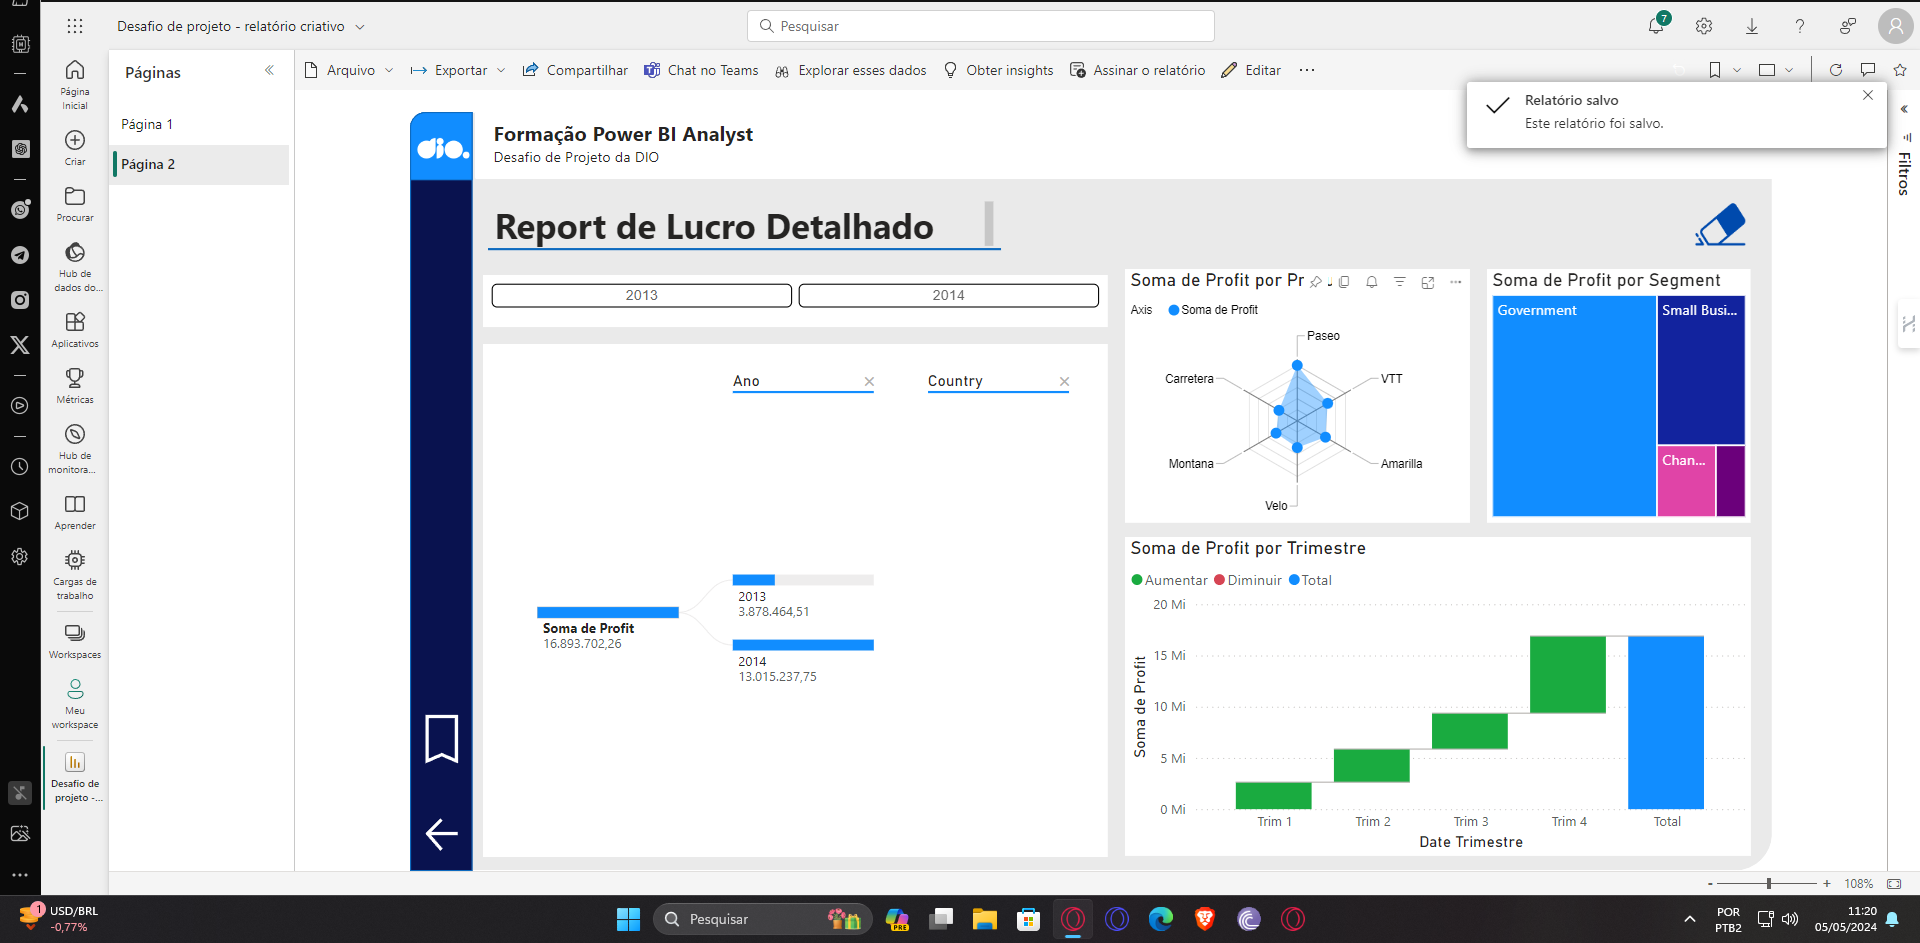 Desafio de projeto - relatório criativo
Pesquisar
7
Página Inicial
Criar
Procurar
Hub de dados do...
Aplicativos
Métricas
Hub de monitora...
Aprender
Cargas de trabalho
Workspaces
Meu workspace
Desafio de projeto -...
Páginas
Página 1
Página 2
Arquivo
Exportar
Compartilhar
Chat no Teams
Explorar esses dados
Obter insights
Assinar o relatório
Editar
Relatório salvo
Este relatório foi salvo.
Filtros
dio.
Formação Power BI Analyst
Desafio de Projeto da DIO
Report de Lucro Detalhado
2013
2014
Ano
Country
Soma de Profit
16.893.702,26
2013
3.878.464,51
2014
13.015.237,75
Soma de Profit por Pr
Axis
Soma de Profit
Paseo
VTT
Amarilla
Velo
Montana
Carretera
Soma de Profit por Segment
Government
Small Busi...
Chan...
Soma de Profit por Trimestre
Aumentar
Diminuir
Total
20 Mi
15 Mi
10 Mi
5 Mi
0 Mi
Soma de Profit
Trim 1
Trim 2
Trim 3
Trim 4
Total
Date Trimestre
- + 108%
1
USD/BRL
-0,77%
Pesquisar
PRE
POR
PTB2
11:20
05/05/2024